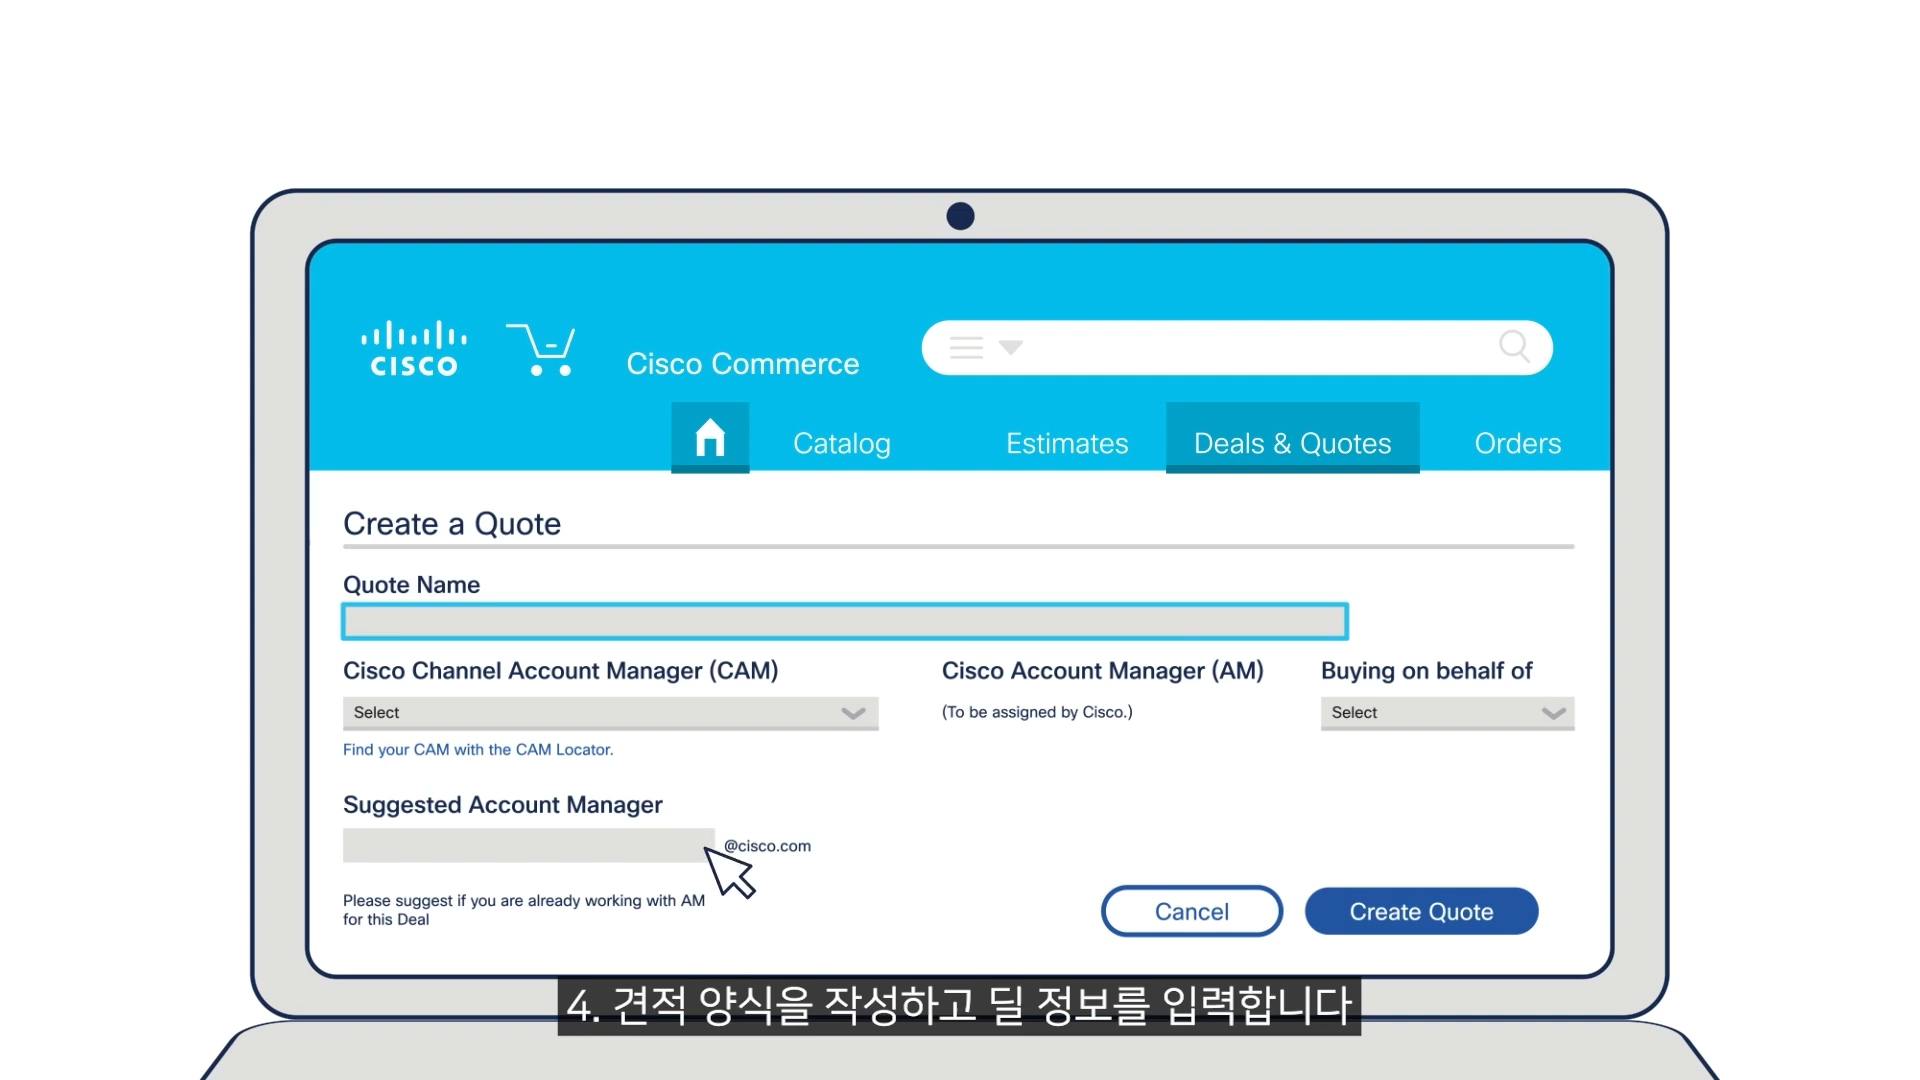 CISCO
Cisco Commerce
Catalog
Estimates
Deals & Quotes
Orders
Create a Quote
Quote Name
Cisco Channel Account Manager (CAM)
Cisco Account Manager (AM)
Buying on behalf of
Select
(To be assigned by Cisco.)
Select
Find your CAM with the CAM Locator.
Suggested Account Manager
@cisco.com
Please suggest if you are already working with AM
for this Deal
Cancel
Create Quote
4. 견적 양식을 작성하고 딜 정보를 입력합니다